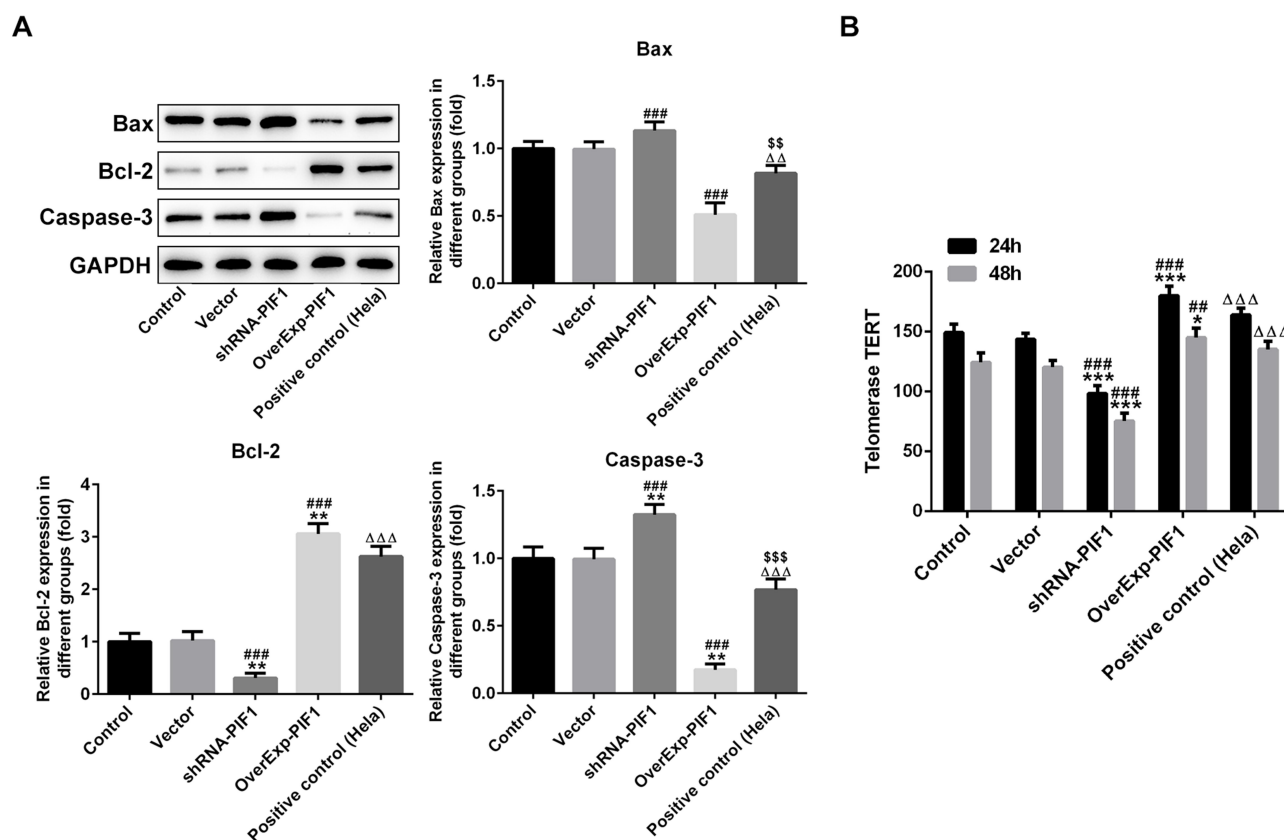 A
Bax
Bcl-2
Caspase-3
GAPDH
Control
Vector
shRNA-PIF1
OverExp-PIF1
Positive control (Hela)
Bax
Relative Bax expression in
different groups (fold)
1.5
1.0
0.5
0.0
###
###
$$
ΔΔ
Control
Vector
shRNA-PIF1
OverExp-PIF1
Positive control (Hela)
Bcl-2
Relative Bcl-2 expression in
different groups (fold)
4
3
2
1
0
###
**
###
**
ΔΔΔ
Control
Vector
shRNA-PIF1
OverExp-PIF1
Positive control (Hela)
Caspase-3
Relative Caspase-3 expression in
different groups (fold)
1.5
1.0
0.5
0.0
###
**
###
**
$$$
ΔΔΔ
Control
Vector
shRNA-PIF1
OverExp-PIF1
Positive control (Hela)
B
24h
48h
Telomerase TERT
200
150
100
50
0
###
***
###
***
###
***
##
*
ΔΔΔ
ΔΔΔ
Control
Vector
shRNA-PIF1
OverExp-PIF1
Positive control (Hela)